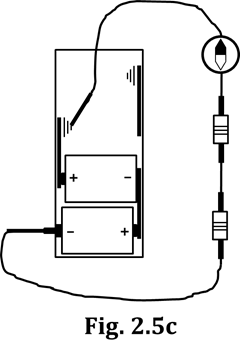 + −
− +
Fig. 2.5c